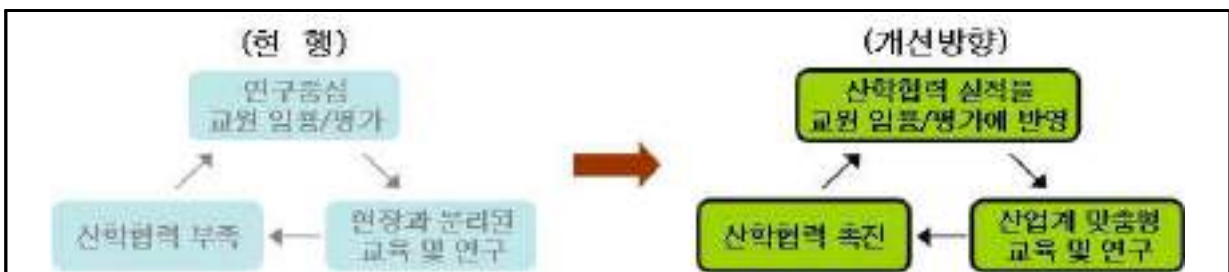 (현 행)
연구중심
교원 임용/평가
산학협력 부족
현장과 분리된
교육 및 연구
(개선방향)
산학협력 실적을
교원 임용/평가에 반영
산학협력 촉진
산업계 맞춤형
교육 및 연구